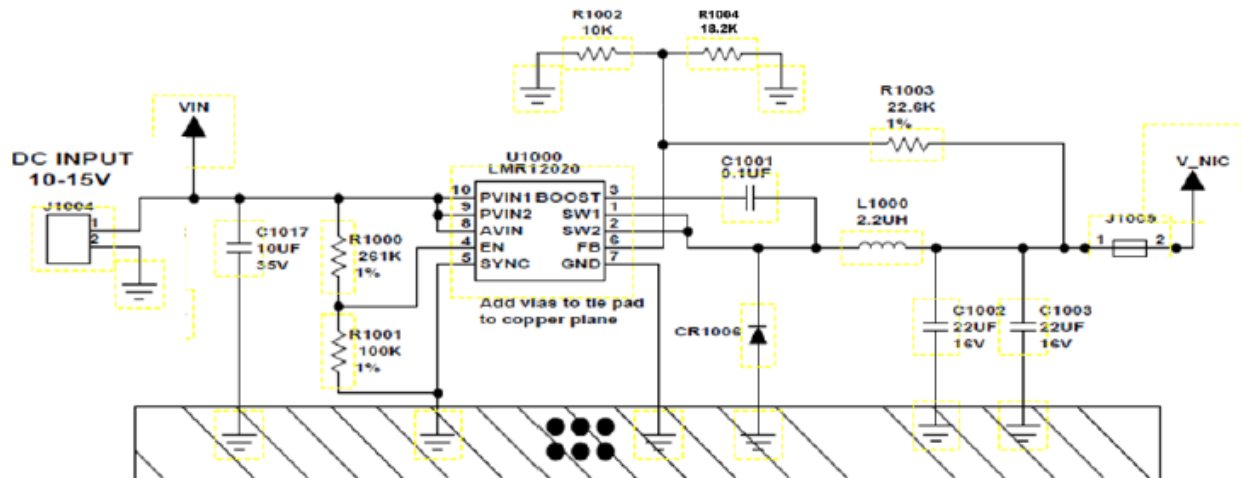 R1002
10K
R1004
18.2K
VIN
R1003
22.6K
1%
DC INPUT
10-15V
J1004
1
2
U1000
LMR12020
10 PVIN1 BOOST 3
9 PVIN2 SW1 1
8 AVIN SW2 2
4 EN FB 6
5 SYNC GND 7
C1001
0.1UF
V_NIC
L1000
2.2UH
J1005
1 2
C1017
10UF
35V
R1000
261K
1%
Add vias to tie pad
to copper plane
R1001
100K
1%
CR1006
C1002
22UF
16V
C1003
22UF
16V